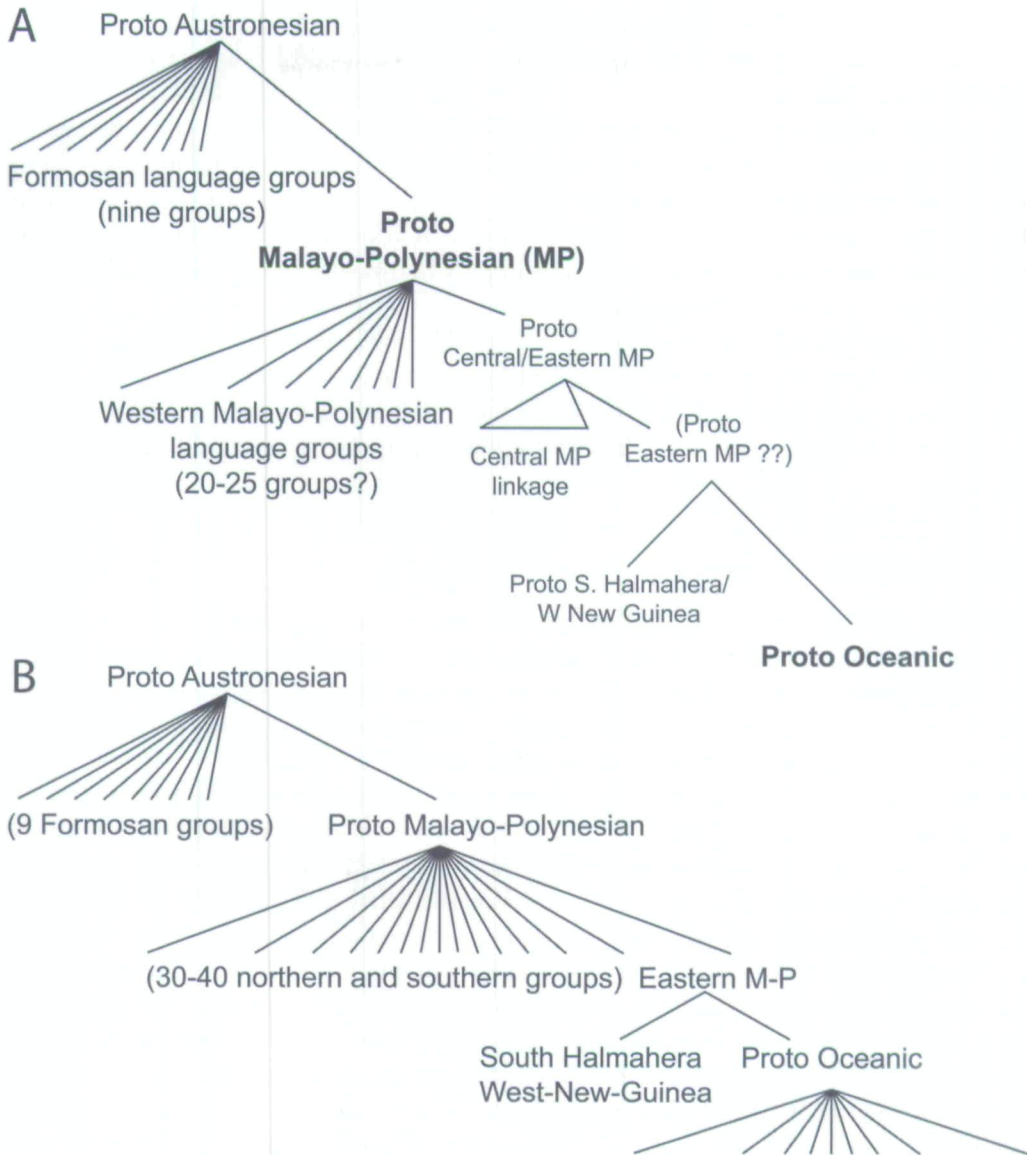 A
Proto Austronesian
Formosan language groups
(nine groups)
Proto
Malayo-Polynesian (MP)
Proto
Central/Eastern MP
Western Malayo-Polynesian
language groups
(20-25 groups?)
Central MP
linkage
(Proto
Eastern MP ??)
Proto S. Halmahera/
W New Guinea
Proto Oceanic
B
Proto Austronesian
(9 Formosan groups)
Proto Malayo-Polynesian
(30-40 northern and southern groups)
Eastern M-P
South Halmahera
West-New-Guinea
Proto Oceanic